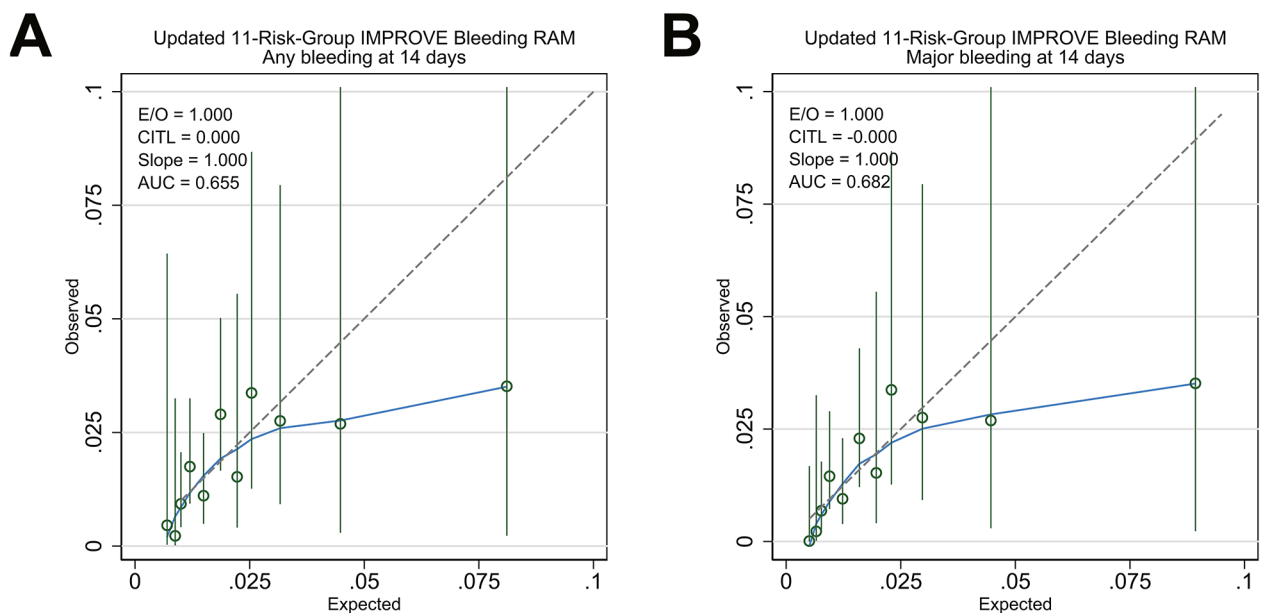 A
Updated 11-Risk-Group IMPROVE Bleeding RAM
Any bleeding at 14 days
E/O = 1.000
CITL = 0.000
Slope = 1.000
AUC = 0.655
.1
.075
.05
.025
0
Observed
0 .025 .05 .075 .1
Expected
B
Updated 11-Risk-Group IMPROVE Bleeding RAM
Major bleeding at 14 days
E/O = 1.000
CITL = -0.000
Slope = 1.000
AUC = 0.682
.1
.075
.05
.025
0
Observed
0 .025 .05 .075 .1
Expected